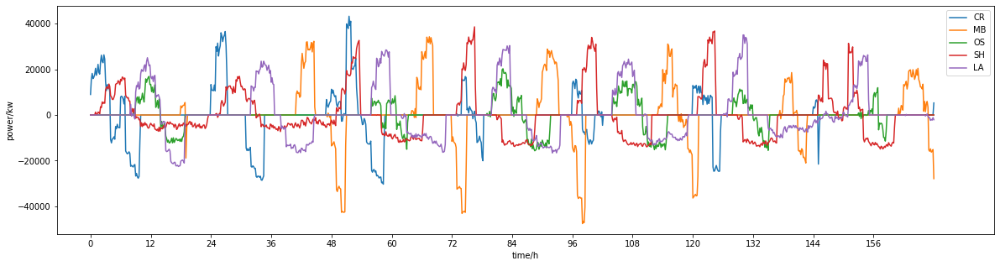 40000
20000
0
−20000
−40000
power/kw
0 12 24 36 48 60 72 84 96 108 120 132 144 156
time/h
CR
MB
OS
SH
LA